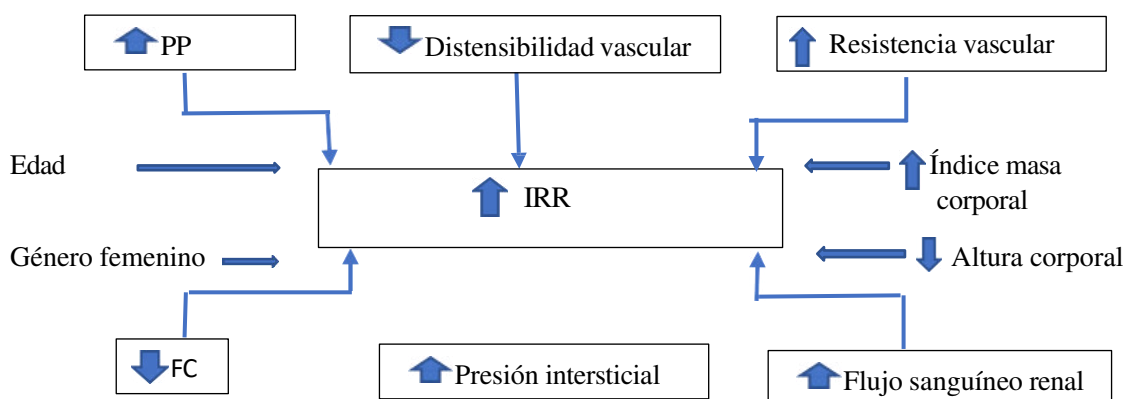 PP
Distensibilidad vascular
Resistencia vascular
Edad
IRR
Índice masa
corporal
Género femenino
Altura corporal
FC
Presión intersticial
Flujo sanguíneo renal